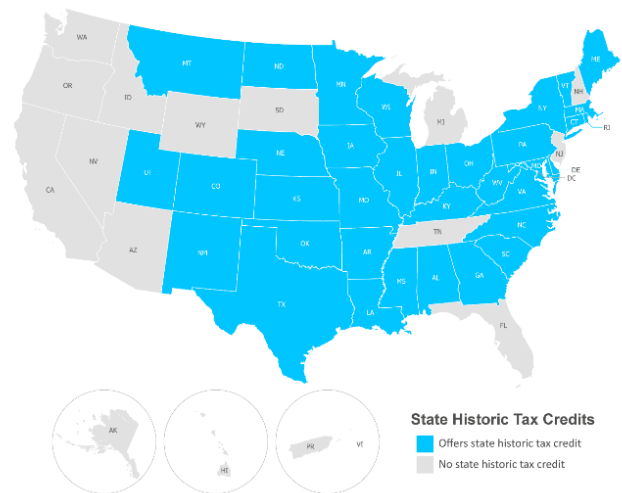 WA
MT
ND
MN
OR
ID
WY
SD
WI
MI
VT
NH
ME
NY
MA
CT
RI
NV
UT
CO
NE
IA
IL
IN
OH
PA
NJ
MD
DE
DC
CA
KS
MO
KY
WV
VA
AZ
NM
OK
AR
TN
NC
SC
TX
LA
MS
AL
GA
FL
AK
HI
PR
VI
State Historic Tax Credits
Offers state historic tax credit
No state historic tax credit